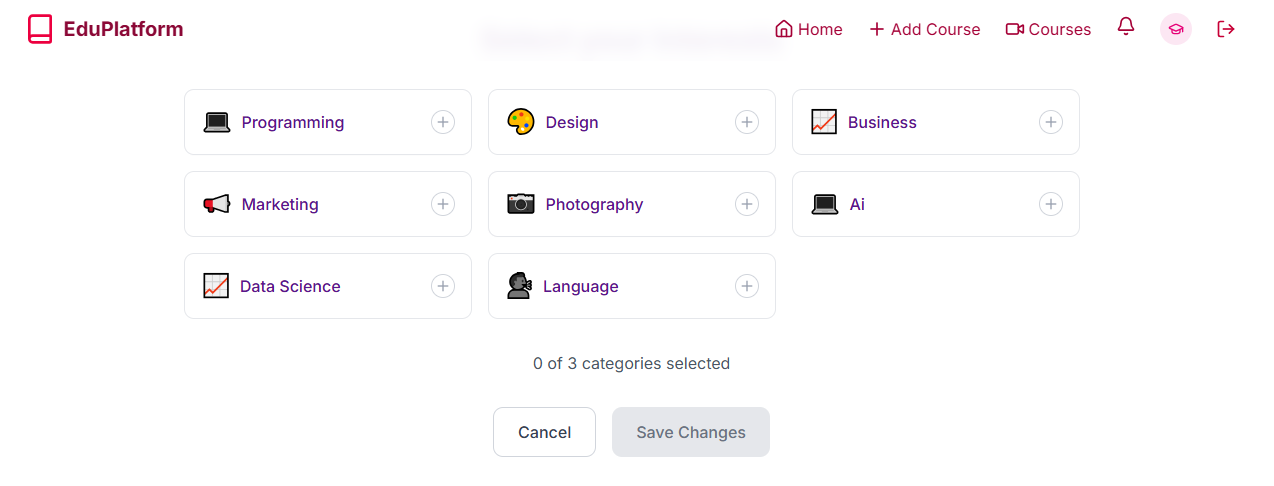 EduPlatform
Home
Add Course
Courses
Programming
Design
Business
Marketing
Photography
Ai
Data Science
Language
0 of 3 categories selected
Cancel
Save Changes